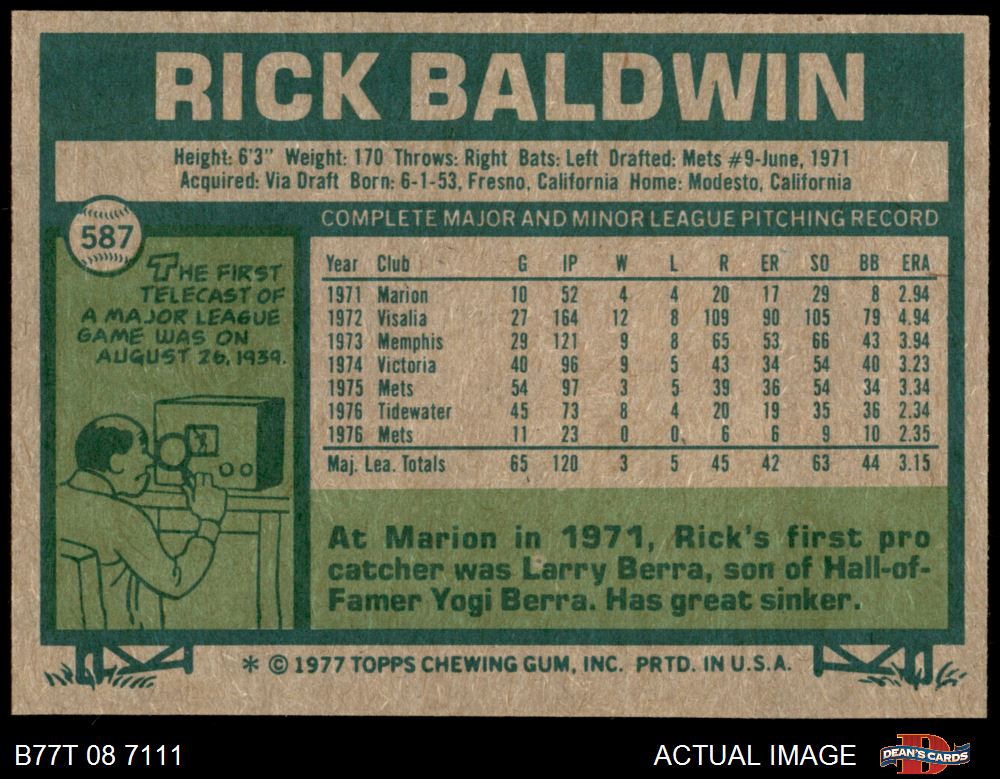 RICK BALDWIN
Height: 6'3" Weight: 170 Throws: Right Bats: Left Drafted: Mets #9-June, 1971
Acquired: Via Draft Born: 6-1-53, Fresno, California Home: Modesto, California
587
THE FIRST
TELECAST OF
A MAJOR LEAGUE
GAME WAS ON
AUGUST 26, 1939.
COMPLETE MAJOR AND MINOR LEAGUE PITCHING RECORD
Year Club G IP W L R ER SO BB ERA
1971 Marion 10 52 4 4 20 17 29 8 2.94
1972 Visalia 27 164 12 8 109 90 105 79 4.94
1973 Memphis 29 121 9 8 65 53 66 43 3.94
1974 Victoria 40 96 9 5 43 34 54 40 3.23
1975 Mets 54 97 3 5 39 36 54 34 3.34
1976 Tidewater 45 73 8 4 20 19 35 36 2.34
1976 Mets 11 23 0 0 6 6 9 10 2.35
Maj. Lea. Totals 65 120 3 5 45 42 63 44 3.15
At Marion in 1971, Rick's first pro
catcher was Larry Berra, son of Hall-of-
Famer Yogi Berra. Has great sinker.
* © 1977 TOPPS CHEWING GUM, INC. PRTD. IN U.S.A.
B77T 08 7111
ACTUAL IMAGE
DEAN'S CARDS